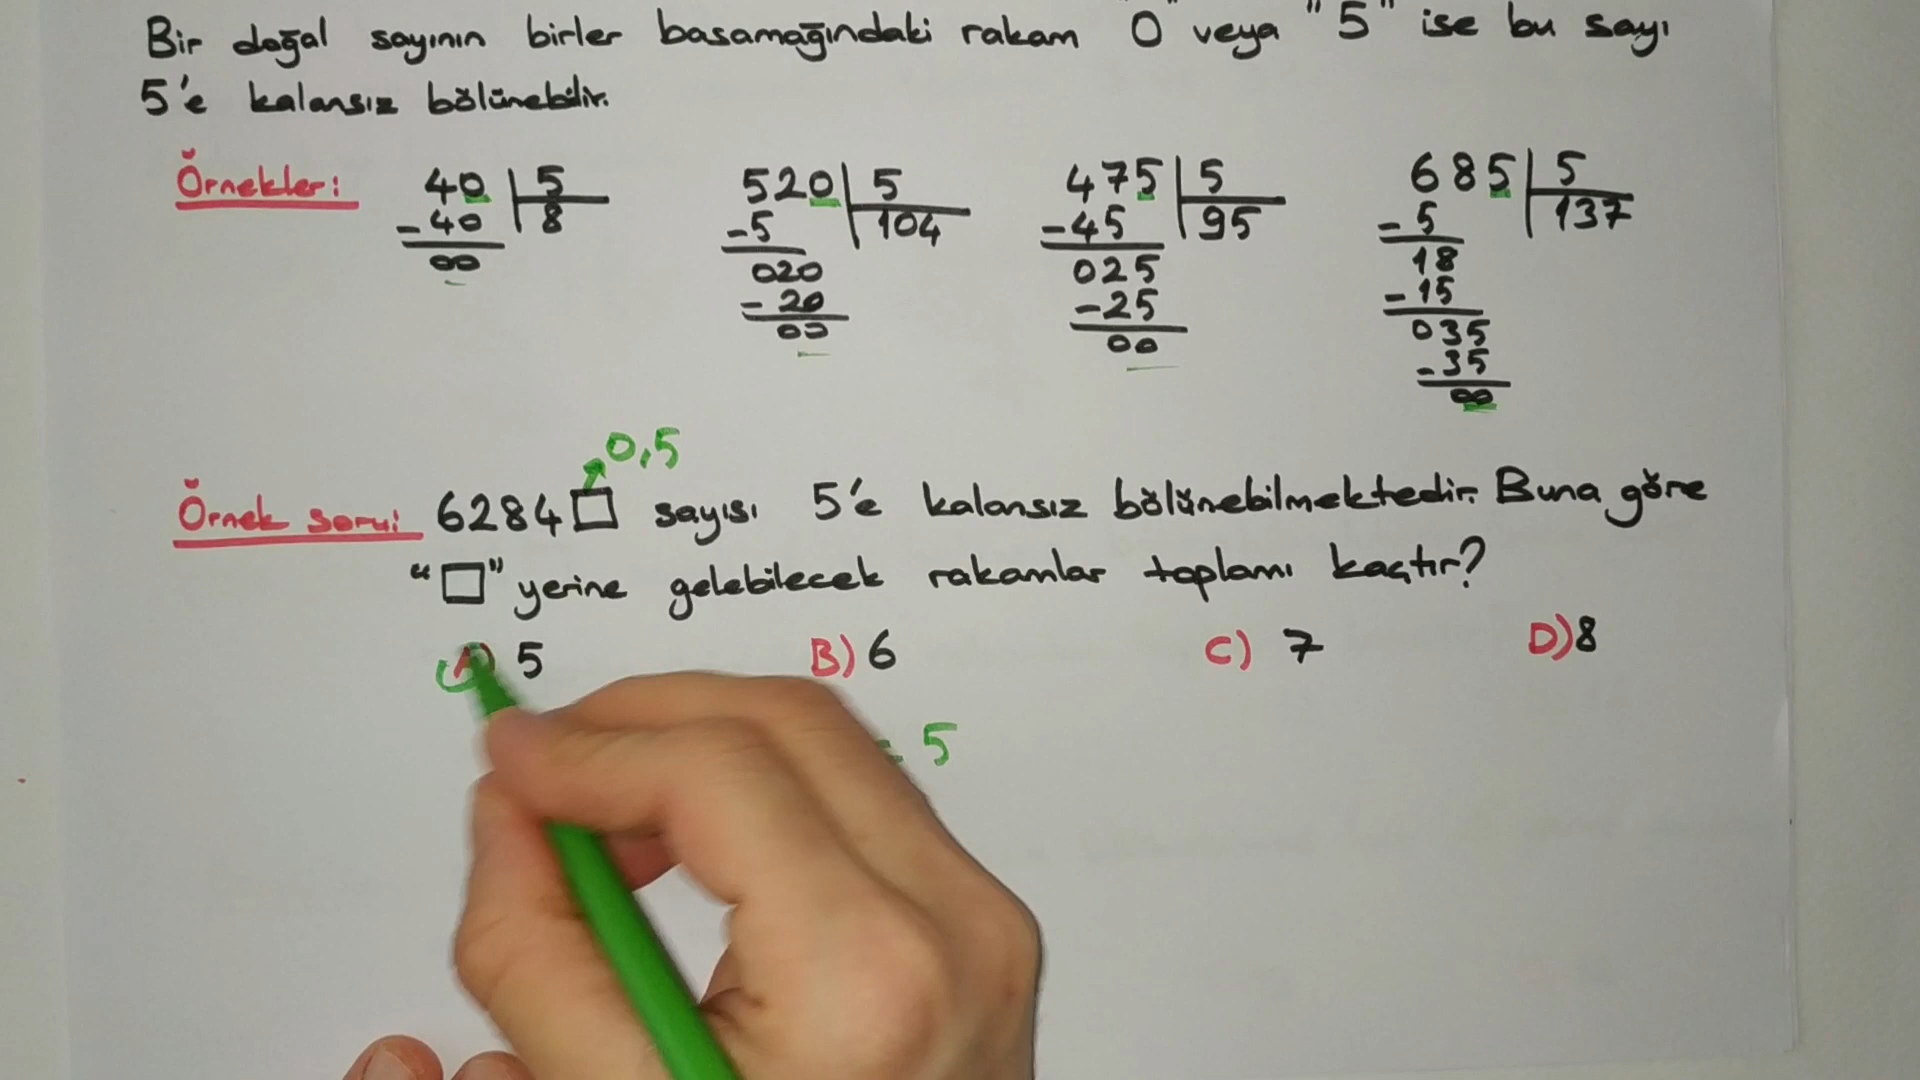 Bir doğal sayının birler basamağındaki rakam "0" veya "5" ise bu sayı
5'e kalansız bölünebilir.
Örnekler:
40 | 5
-40 | 8
00
520 | 5
-5 | 104
020
-20
00
475 | 5
-45 | 95
025
-25
00
685 | 5
-5 | 137
18
-15
035
-35
00
0,5
Örnek soru: 6284□ sayısı 5'e kalansız bölünebilmektedir. Buna göre
"□" yerine gelebilecek rakamlar toplamı kaçtır?
A) 5 B) 6 C) 7 D) 8
= 5